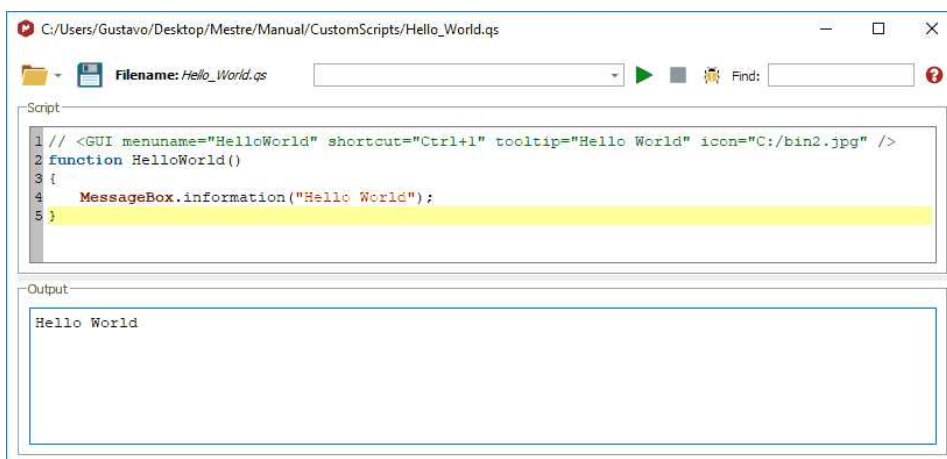 C:/Users/Gustavo/Desktop/Mestre/Manual/CustomScripts/Hello_World.qs
Filename: Hello_World.qs Find:
Script
1 // <GUI menuname="HelloWorld" shortcut="Ctrl+1" tooltip="Hello World" icon="C:/bin2.jpg" />
2 function HelloWorld()
3 {
4 MessageBox.information("Hello World");
5 }
Output
Hello World